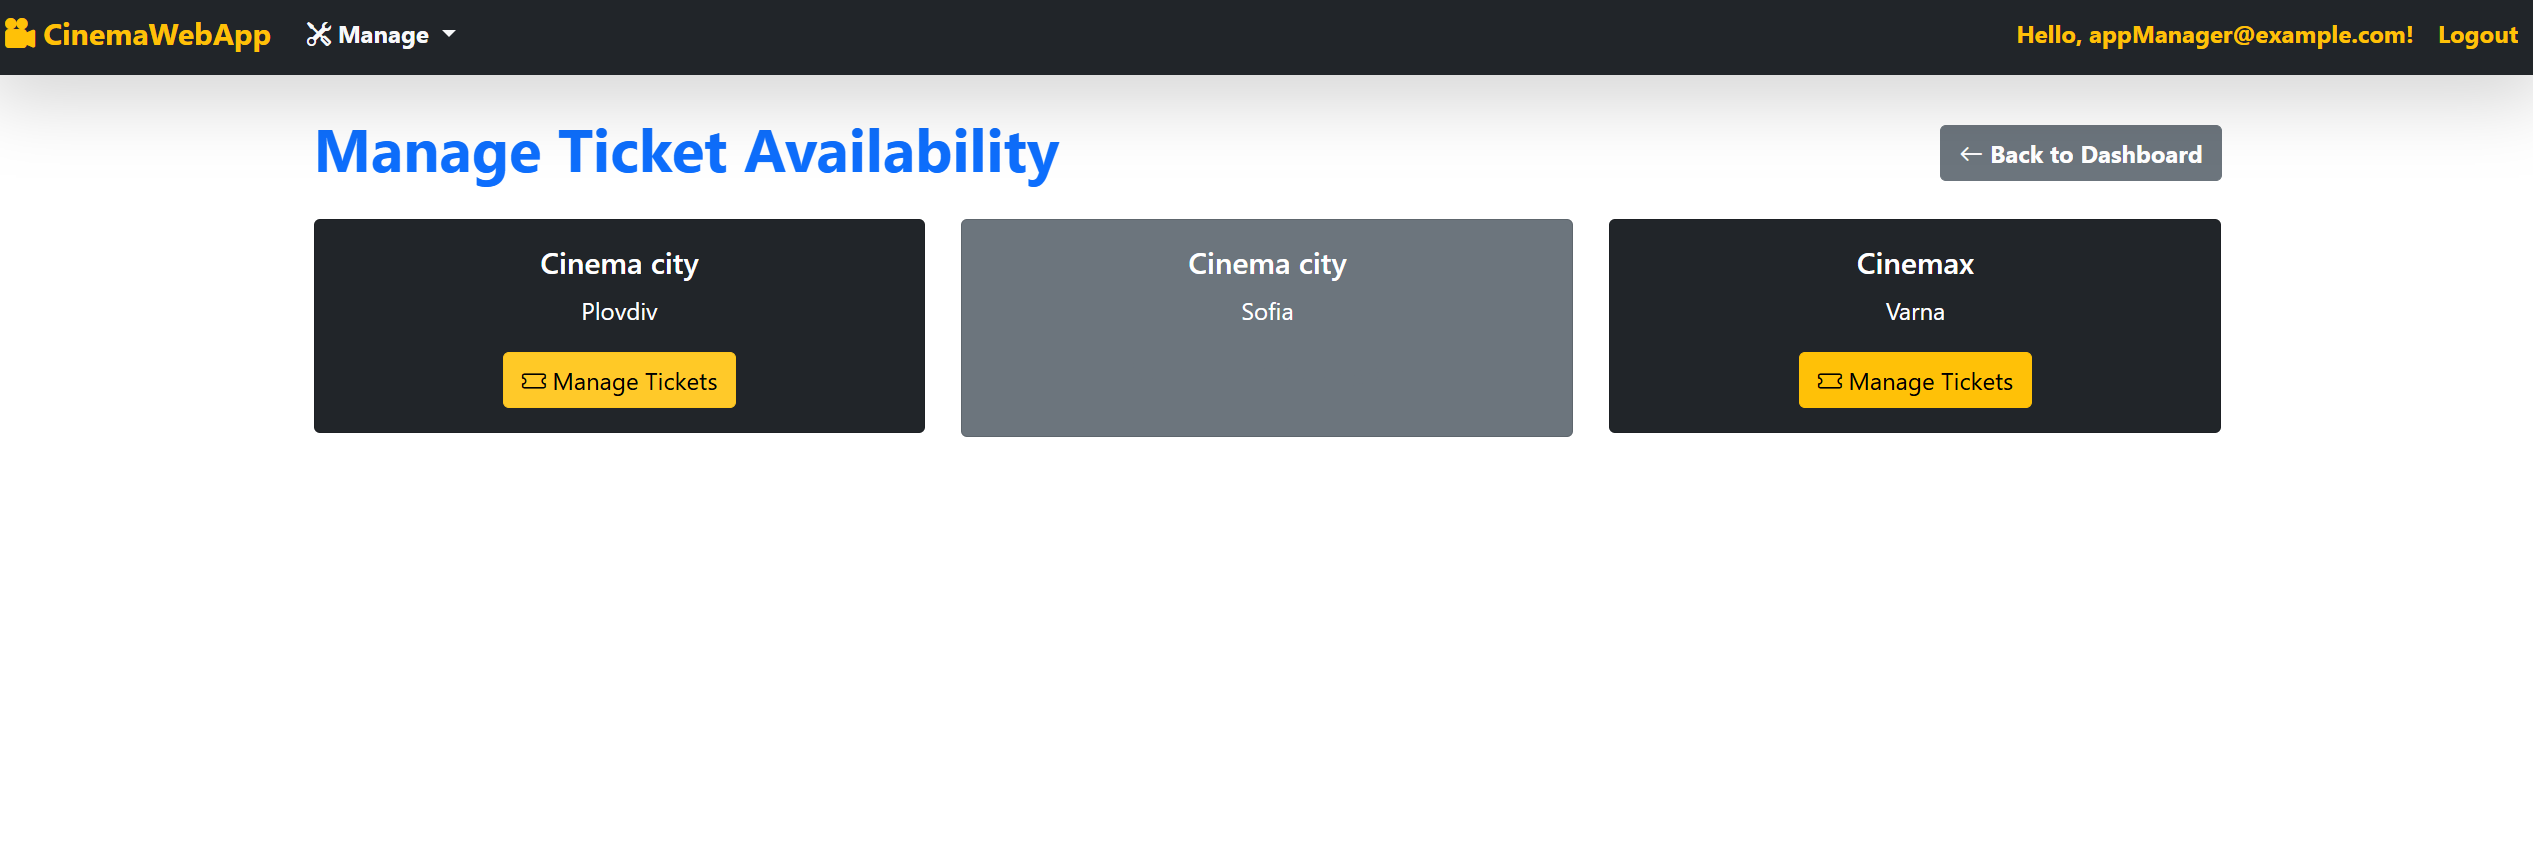 CinemaWebApp Manage Hello, appManager@example.com! Logout
Manage Ticket Availability
← Back to Dashboard
Cinema city
Plovdiv
Manage Tickets
Cinema city
Sofia
Cinemax
Varna
Manage Tickets